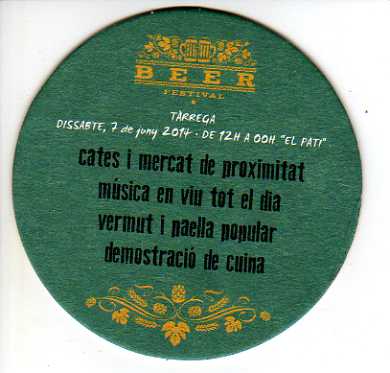 BEER
FESTIVAL
TÀRREGA
DISSABTE, 7 de juny 2014 - DE 12H A 00H "EL PATI"
cates i mercat de proximitat
música en viu tot el dia
vermut i paella popular
demostració de cuina